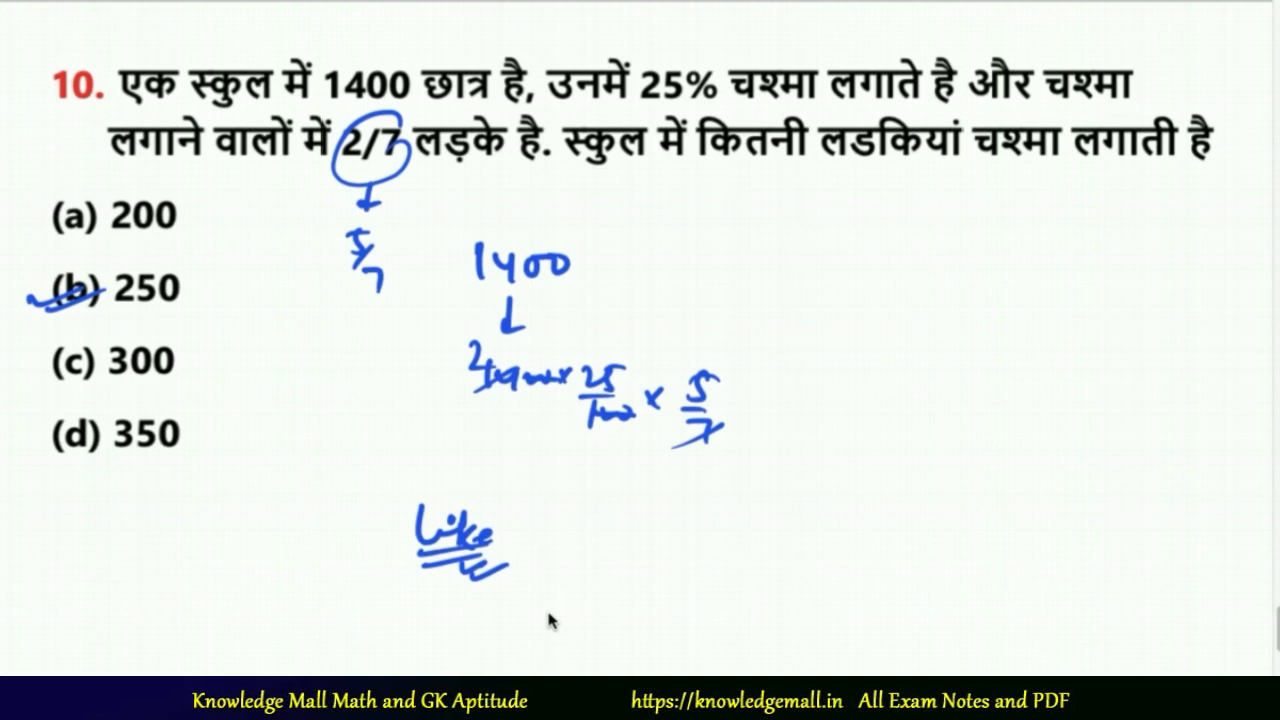 10. एक स्कुल में 1400 छात्र है, उनमें 25% चश्मा लगाते है और चश्मा
लगाने वालों में 2/7 लड़के है. स्कुल में कितनी लडकियां चश्मा लगाती है
(a) 200
5/7
1400
(b) 250
(c) 300
2
1400 × 25/100 × 5/7
(d) 350
Like
Knowledge Mall Math and GK Aptitude https://knowledgemall.in All Exam Notes and PDF